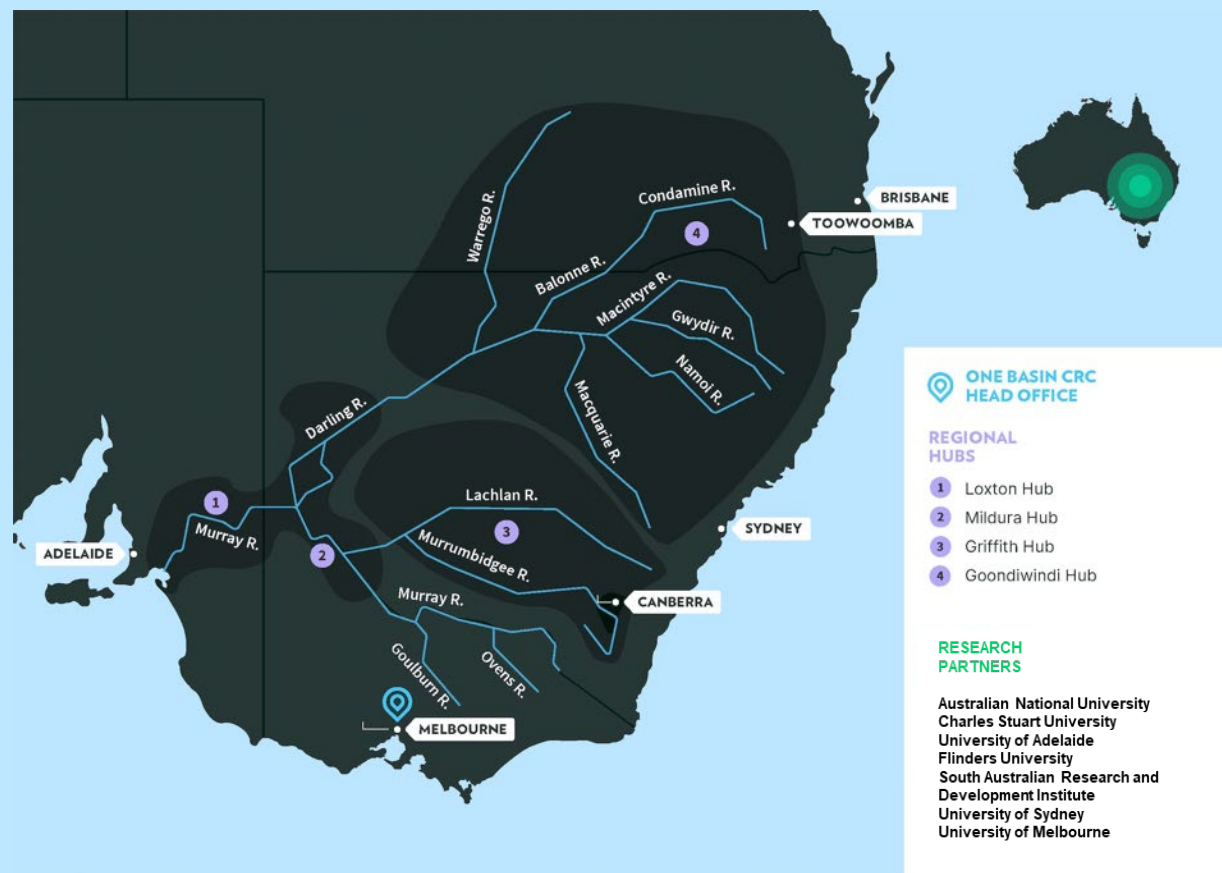 Condamine R.
BRISBANE
TOOWOOMBA
Warrego R.
4
Balonne R.
Macintyre R.
Gwydir R.
Namoi R.
Macquarie R.
Darling R.
Lachlan R.
1
3
SYDNEY
Murray R.
2
Murrumbidgee R.
ADELAIDE
Murray R.
CANBERRA
Goulburn R.
Ovens R.
MELBOURNE
ONE BASIN CRC
HEAD OFFICE
REGIONAL
HUBS
1 Loxton Hub
2 Mildura Hub
3 Griffith Hub
4 Goondiwindi Hub
RESEARCH
PARTNERS
Australian National University
Charles Stuart University
University of Adelaide
Flinders University
South Australian Research and
Development Institute
University of Sydney
University of Melbourne